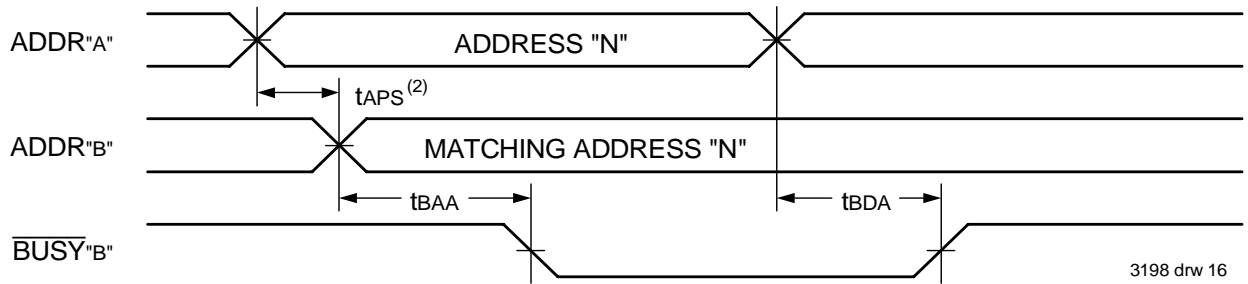 ADDR"A"
ADDRESS "N"
tAPS(2)
ADDR"B"
MATCHING ADDRESS "N"
tBAA
tBDA
BUSY"B"
3198 drw 16